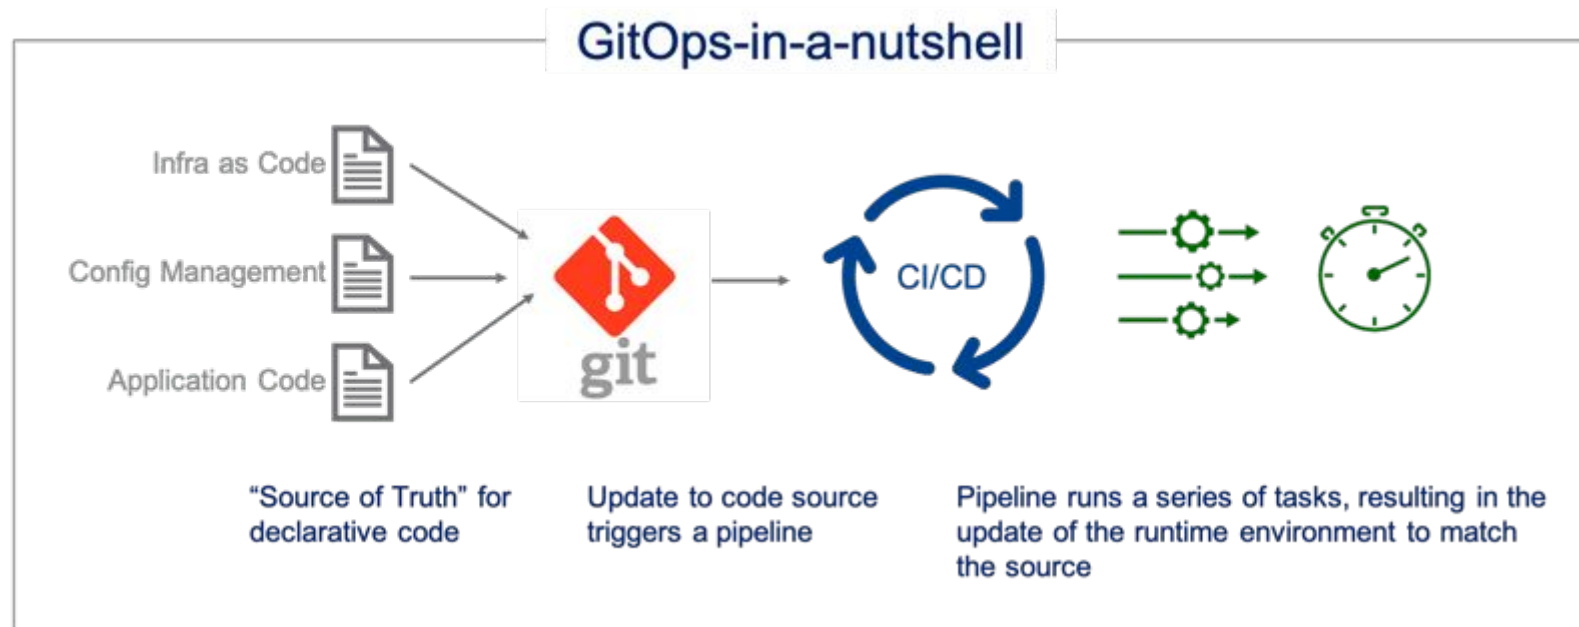 GitOps-in-a-nutshell
Infra as Code
Config Management
Application Code
git
CI/CD
“Source of Truth” for
declarative code
Update to code source
triggers a pipeline
Pipeline runs a series of tasks, resulting in the
update of the runtime environment to match
the source